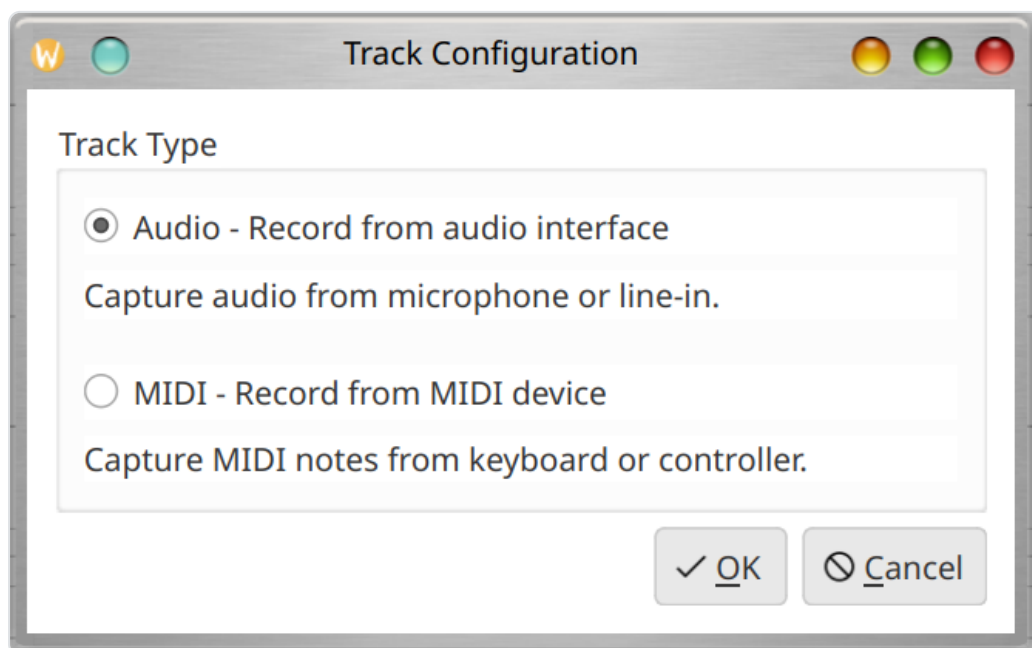 Track Configuration
Track Type
Audio - Record from audio interface
Capture audio from microphone or line-in.
MIDI - Record from MIDI device
Capture MIDI notes from keyboard or controller.
OK Cancel